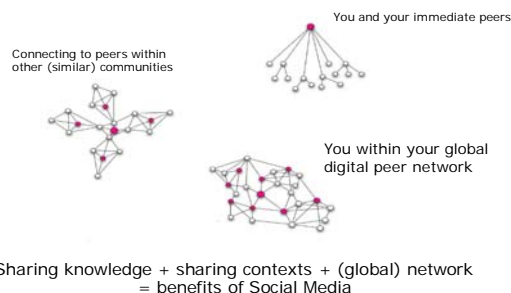 You and your immediate peers
Connecting to peers within
other (similar) communities
You within your global
digital peer network
Sharing knowledge + sharing contexts + (global) network
= benefits of Social Media